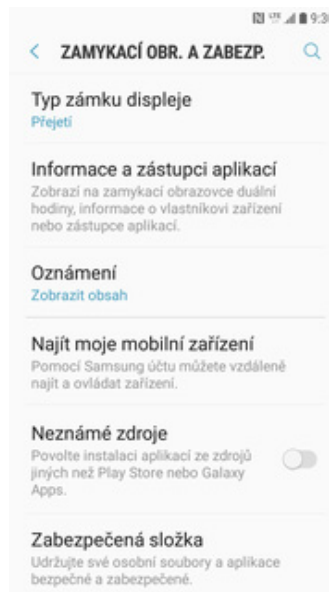 LTE 9:3
ZAMYKACÍ OBR. A ZABEZP.
Typ zámku displeje
Přejetí
Informace a zástupci aplikací
Zobrazí na zamykací obrazovce duální
hodiny, informace o vlastníkovi zařízení
nebo zástupce aplikací.
Oznámení
Zobrazit obsah
Najít moje mobilní zařízení
Pomocí Samsung účtu můžete vzdáleně
najít a ovládat zařízení.
Neznámé zdroje
Povolte instalaci aplikací ze zdrojů
jiných než Play Store nebo Galaxy
Apps.
Zabezpečená složka
Udržujte své osobní soubory a aplikace
bezpečné a zabezpečené.